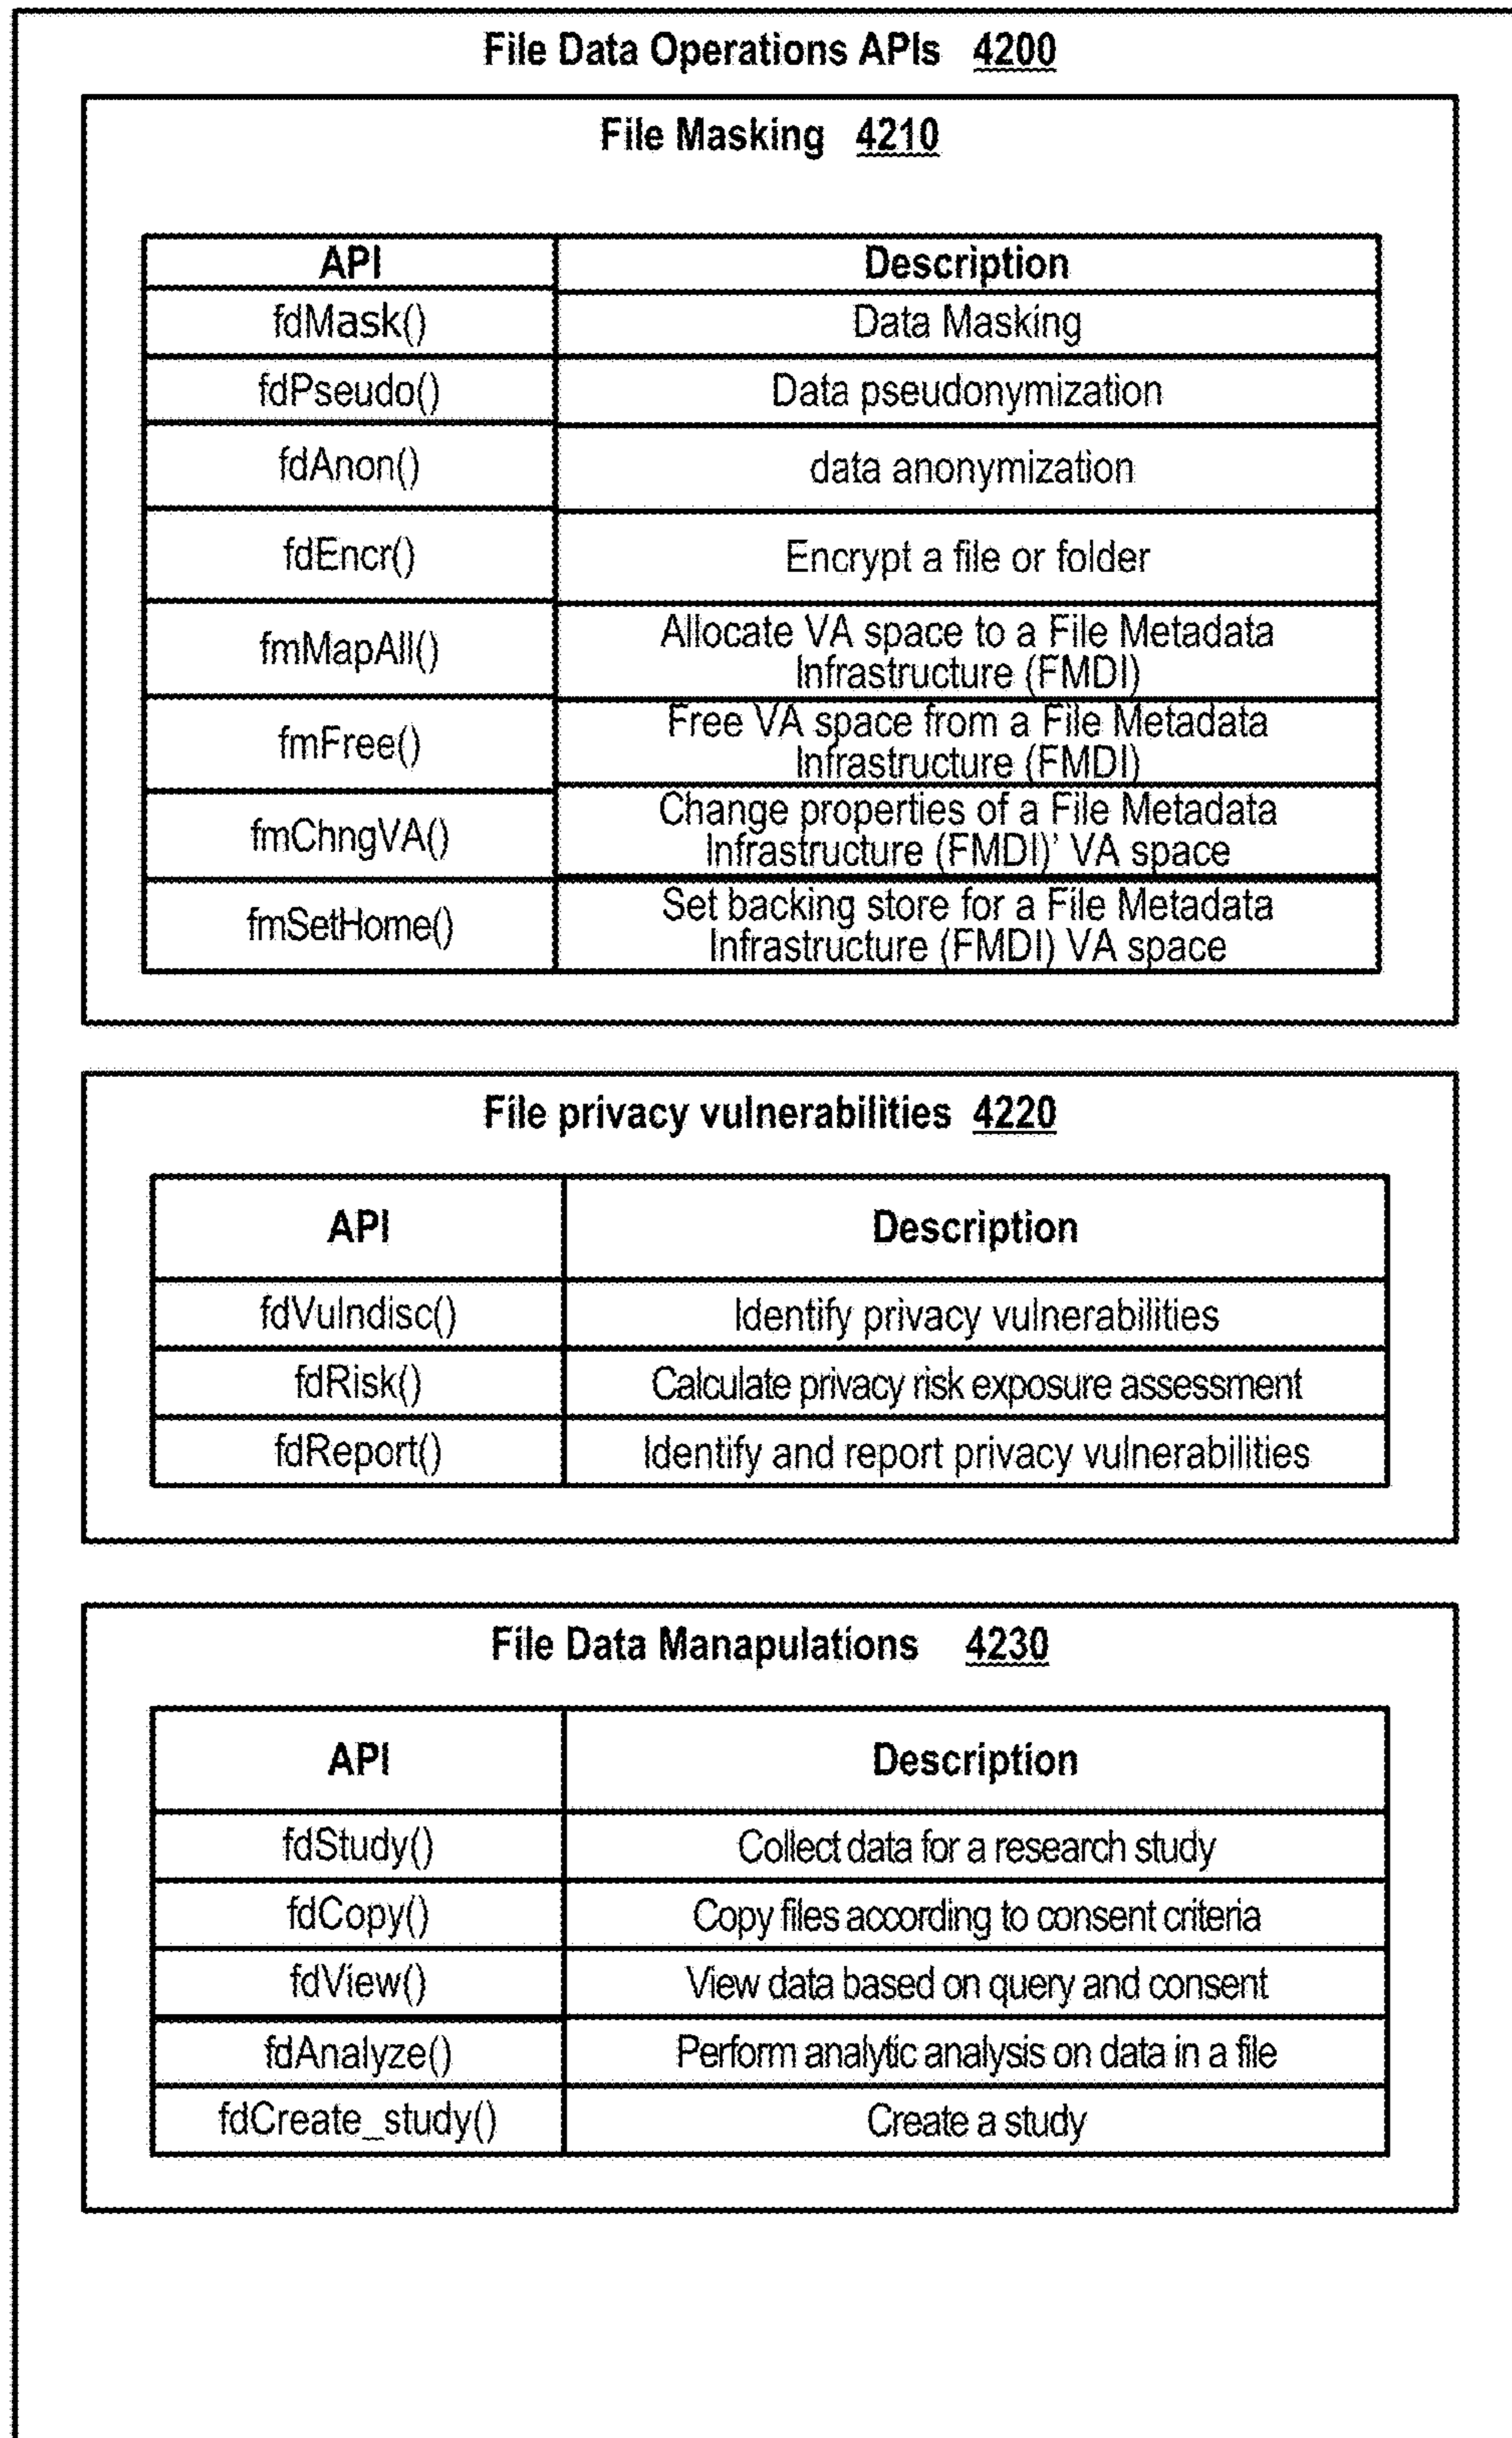 File Data Operations APIs 4200
File Masking 4210
API Description
fdMask() Data Masking
fdPseudo() Data pseudonymization
fdAnon() data anonymization
fdEncr() Encrypt a file or folder
fmMapAll() Allocate VA space to a File Metadata
Infrastructure (FMDI)
fmFree() Free VA space from a File Metadata
Infrastructure (FMDI)
fmChngVA() Change properties of a File Metadata
Infrastructure (FMDI)' VA space
fmSetHome() Set backing store for a File Metadata
Infrastructure (FMDI) VA space
File privacy vulnerabilities 4220
API Description
fdVulndisc() Identify privacy vulnerabilities
fdRisk() Calculate privacy risk exposure assessment
fdReport() Identify and report privacy vulnerabilities
File Data Manapulations 4230
API Description
fdStudy() Collect data for a research study
fdCopy() Copy files according to consent criteria
fdView() View data based on query and consent
fdAnalyze() Perform analytic analysis on data in a file
fdCreate_study() Create a study